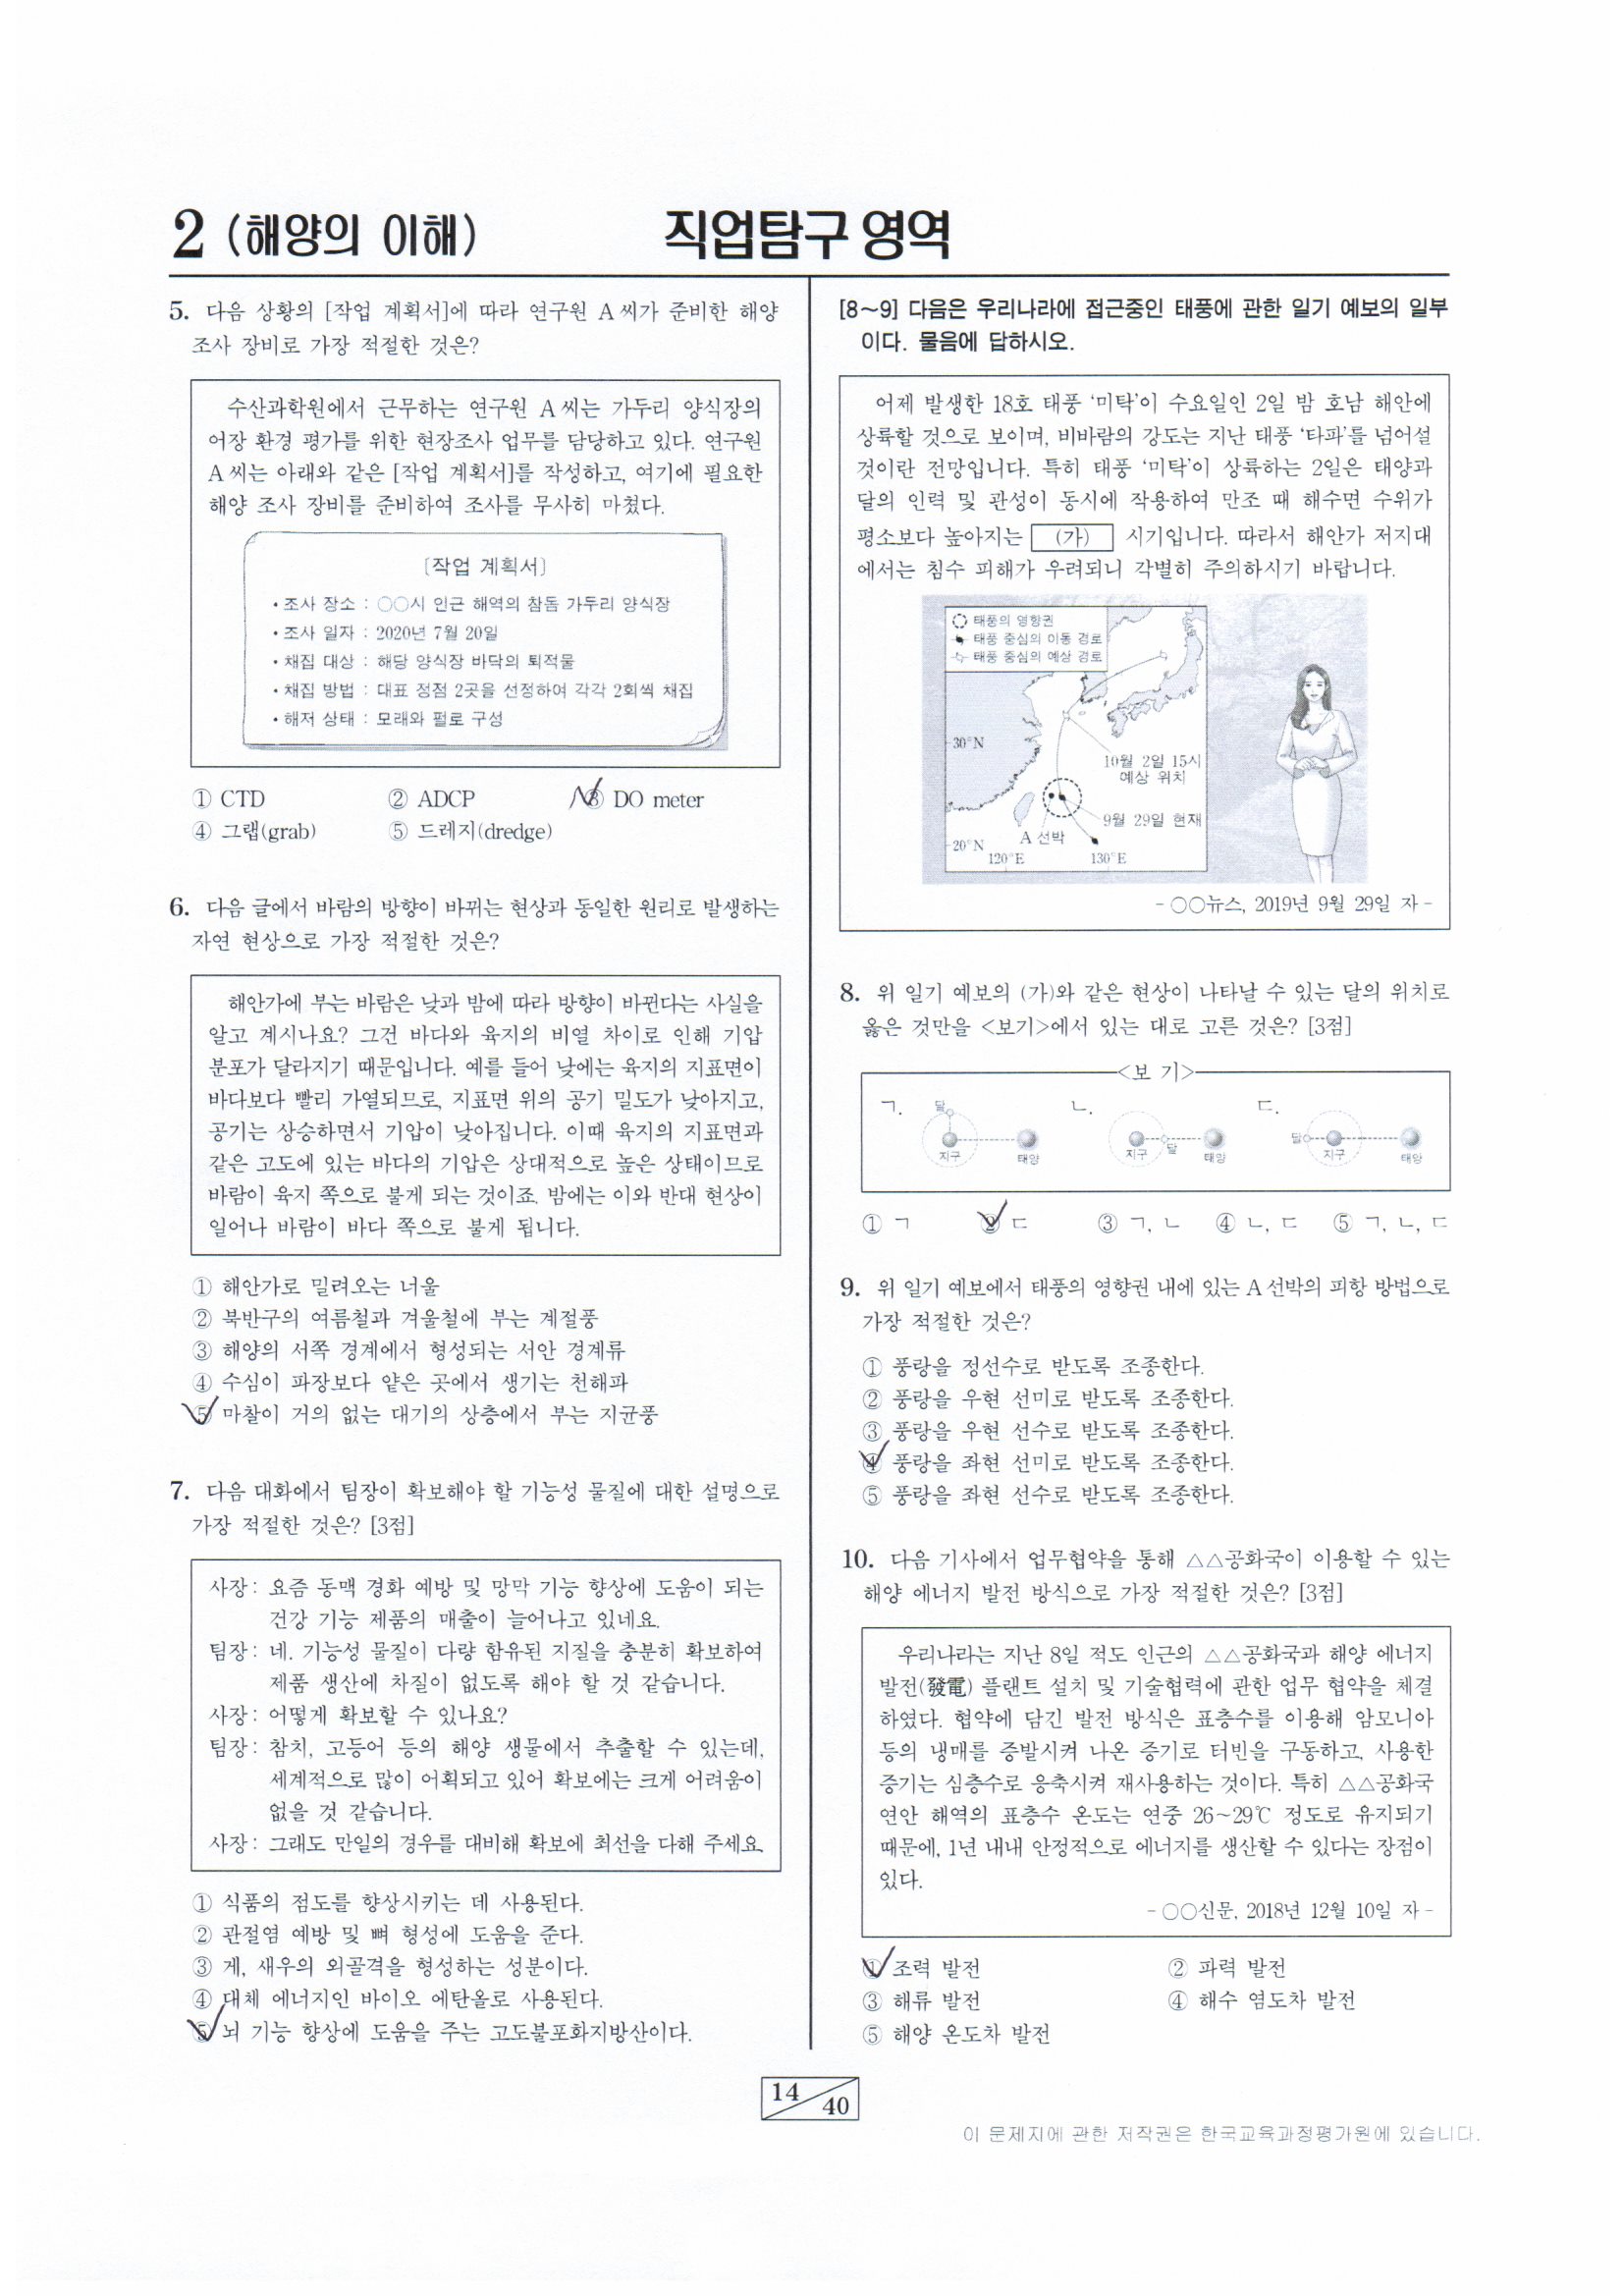 2 (해양의 이해)
직업탐구 영역
5. 다음 상황의 [작업 계획서]에 따라 연구원 A 씨가 준비한 해양
조사 장비로 가장 적절한 것은?
수산과학원에서 근무하는 연구원 A 씨는 가두리 양식장의
어장 환경 평가를 위한 현장조사 업무를 담당하고 있다. 연구원
A 씨는 아래와 같은 [작업 계획서]를 작성하고, 여기에 필요한
해양 조사 장비를 준비하여 조사를 무사히 마쳤다.
[작업 계획서]
• 조사 장소 : ○○시 인근 해역의 참돔 가두리 양식장
• 조사 일자 : 2020년 7월 20일
• 채집 대상 : 해당 양식장 바닥의 퇴적물
• 채집 방법 : 대표 정점 2곳을 선정하여 각각 2회씩 채집
• 해저 상태 : 모래와 펄로 구성
① CTD ② ADCP ③ DO meter
④ 그랩(grab) ⑤ 드레지(dredge)
6. 다음 글에서 바람의 방향이 바뀌는 현상과 동일한 원리로 발생하는
자연 현상으로 가장 적절한 것은?
해안가에 부는 바람은 낮과 밤에 따라 방향이 바뀐다는 사실을
알고 계시나요? 그건 바다와 육지의 비열 차이로 인해 기압
분포가 달라지기 때문입니다. 예를 들어 낮에는 육지의 지표면이
바다보다 빨리 가열되므로, 지표면 위의 공기 밀도가 낮아지고,
공기는 상승하면서 기압이 낮아집니다. 이때 육지의 지표면과
같은 고도에 있는 바다의 기압은 상대적으로 높은 상태이므로
바람이 육지 쪽으로 불게 되는 것이죠. 밤에는 이와 반대 현상이
일어나 바람이 바다 쪽으로 불게 됩니다.
① 해안가로 밀려오는 너울
② 북반구의 여름철과 겨울철에 부는 계절풍
③ 해양의 서쪽 경계에서 형성되는 서안 경계류
④ 수심이 파장보다 얕은 곳에서 생기는 천해파
⑤ 마찰이 거의 없는 대기의 상층에서 부는 지균풍
7. 다음 대화에서 팀장이 확보해야 할 기능성 물질에 대한 설명으로
가장 적절한 것은? [3점]
사장: 요즘 동맥 경화 예방 및 망막 기능 향상에 도움이 되는
건강 기능 제품의 매출이 늘어나고 있네요.
팀장: 네. 기능성 물질이 다량 함유된 지질을 충분히 확보하여
제품 생산에 차질이 없도록 해야 할 것 같습니다.
사장: 어떻게 확보할 수 있나요?
팀장: 참치, 고등어 등의 해양 생물에서 추출할 수 있는데,
세계적으로 많이 어획되고 있어 확보에는 크게 어려움이
없을 것 같습니다.
사장: 그래도 만일의 경우를 대비해 확보에 최선을 다해 주세요.
① 식품의 점도를 향상시키는 데 사용된다.
② 관절염 예방 및 뼈 형성에 도움을 준다.
③ 게, 새우의 외골격을 형성하는 성분이다.
④ 대체 에너지인 바이오 에탄올로 사용된다.
⑤ 뇌 기능 향상에 도움을 주는 고도불포화지방산이다.
[8~9] 다음은 우리나라에 접근중인 태풍에 관한 일기 예보의 일부
이다. 물음에 답하시오.
어제 발생한 18호 태풍 ‘미탁’이 수요일인 2일 밤 호남 해안에
상륙할 것으로 보이며, 비바람의 강도는 지난 태풍 ‘타파’를 넘어설
것이란 전망입니다. 특히 태풍 ‘미탁’이 상륙하는 2일은 태양과
달의 인력 및 관성이 동시에 작용하여 만조 때 해수면 수위가
평소보다 높아지는 (가) 시기입니다. 따라서 해안가 저지대
에서는 침수 피해가 우려되니 각별히 주의하시기 바랍니다.
태풍의 영향권
태풍 중심의 이동 경로
태풍 중심의 예상 경로
30°N
10월 2일 15시
예상 위치
9월 29일 현재
A 선박
20°N
120°E 130°E
- ○○뉴스, 2019년 9월 29일 자 -
8. 위 일기 예보의 (가)와 같은 현상이 나타날 수 있는 달의 위치로
옳은 것만을 <보기>에서 있는 대로 고른 것은? [3점]
<보 기>
ㄱ. 달 지구 태양
ㄴ. 지구 달 태양
ㄷ. 달 지구 태양
① ㄱ ② ㄷ ③ ㄱ, ㄴ ④ ㄴ, ㄷ ⑤ ㄱ, ㄴ, ㄷ
9. 위 일기 예보에서 태풍의 영향권 내에 있는 A 선박의 피항 방법으로
가장 적절한 것은?
① 풍랑을 정선수로 받도록 조종한다.
② 풍랑을 우현 선미로 받도록 조종한다.
③ 풍랑을 우현 선수로 받도록 조종한다.
④ 풍랑을 좌현 선미로 받도록 조종한다.
⑤ 풍랑을 좌현 선수로 받도록 조종한다.
10. 다음 기사에서 업무협약을 통해 △△공화국이 이용할 수 있는
해양 에너지 발전 방식으로 가장 적절한 것은? [3점]
우리나라는 지난 8일 적도 인근의 △△공화국과 해양 에너지
발전(發電) 플랜트 설치 및 기술협력에 관한 업무 협약을 체결
하였다. 협약에 담긴 발전 방식은 표층수를 이용해 암모니아
등의 냉매를 증발시켜 나온 증기로 터빈을 구동하고, 사용한
증기는 심층수로 응축시켜 재사용하는 것이다. 특히 △△공화국
연안 해역의 표층수 온도는 연중 26~29℃ 정도로 유지되기
때문에, 1년 내내 안정적으로 에너지를 생산할 수 있다는 장점이
있다.
- ○○신문, 2018년 12월 10일 자 -
① 조력 발전 ② 파력 발전
③ 해류 발전 ④ 해수 염도차 발전
⑤ 해양 온도차 발전
14 40
이 문제지에 관한 저작권은 한국교육과정평가원에 있습니다.